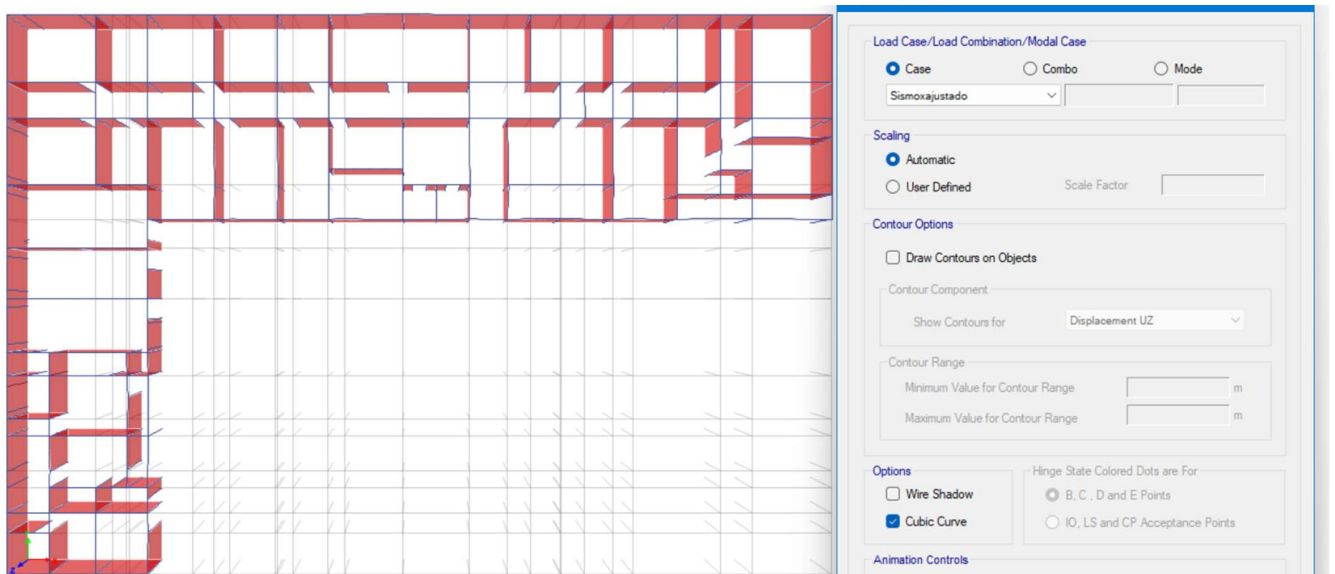 Load Case/Load Combination/Modal Case
Case Combo Mode
Sismoxajustado
Scaling
Automatic
User Defined Scale Factor
Contour Options
Draw Contours on Objects
Contour Component
Show Contours for Displacement UZ
Contour Range
Minimum Value for Contour Range m
Maximum Value for Contour Range m
Options Hinge State Colored Dots are For
Wire Shadow B, C , D and E Points
Cubic Curve IO, LS and CP Acceptance Points
Animation Controls